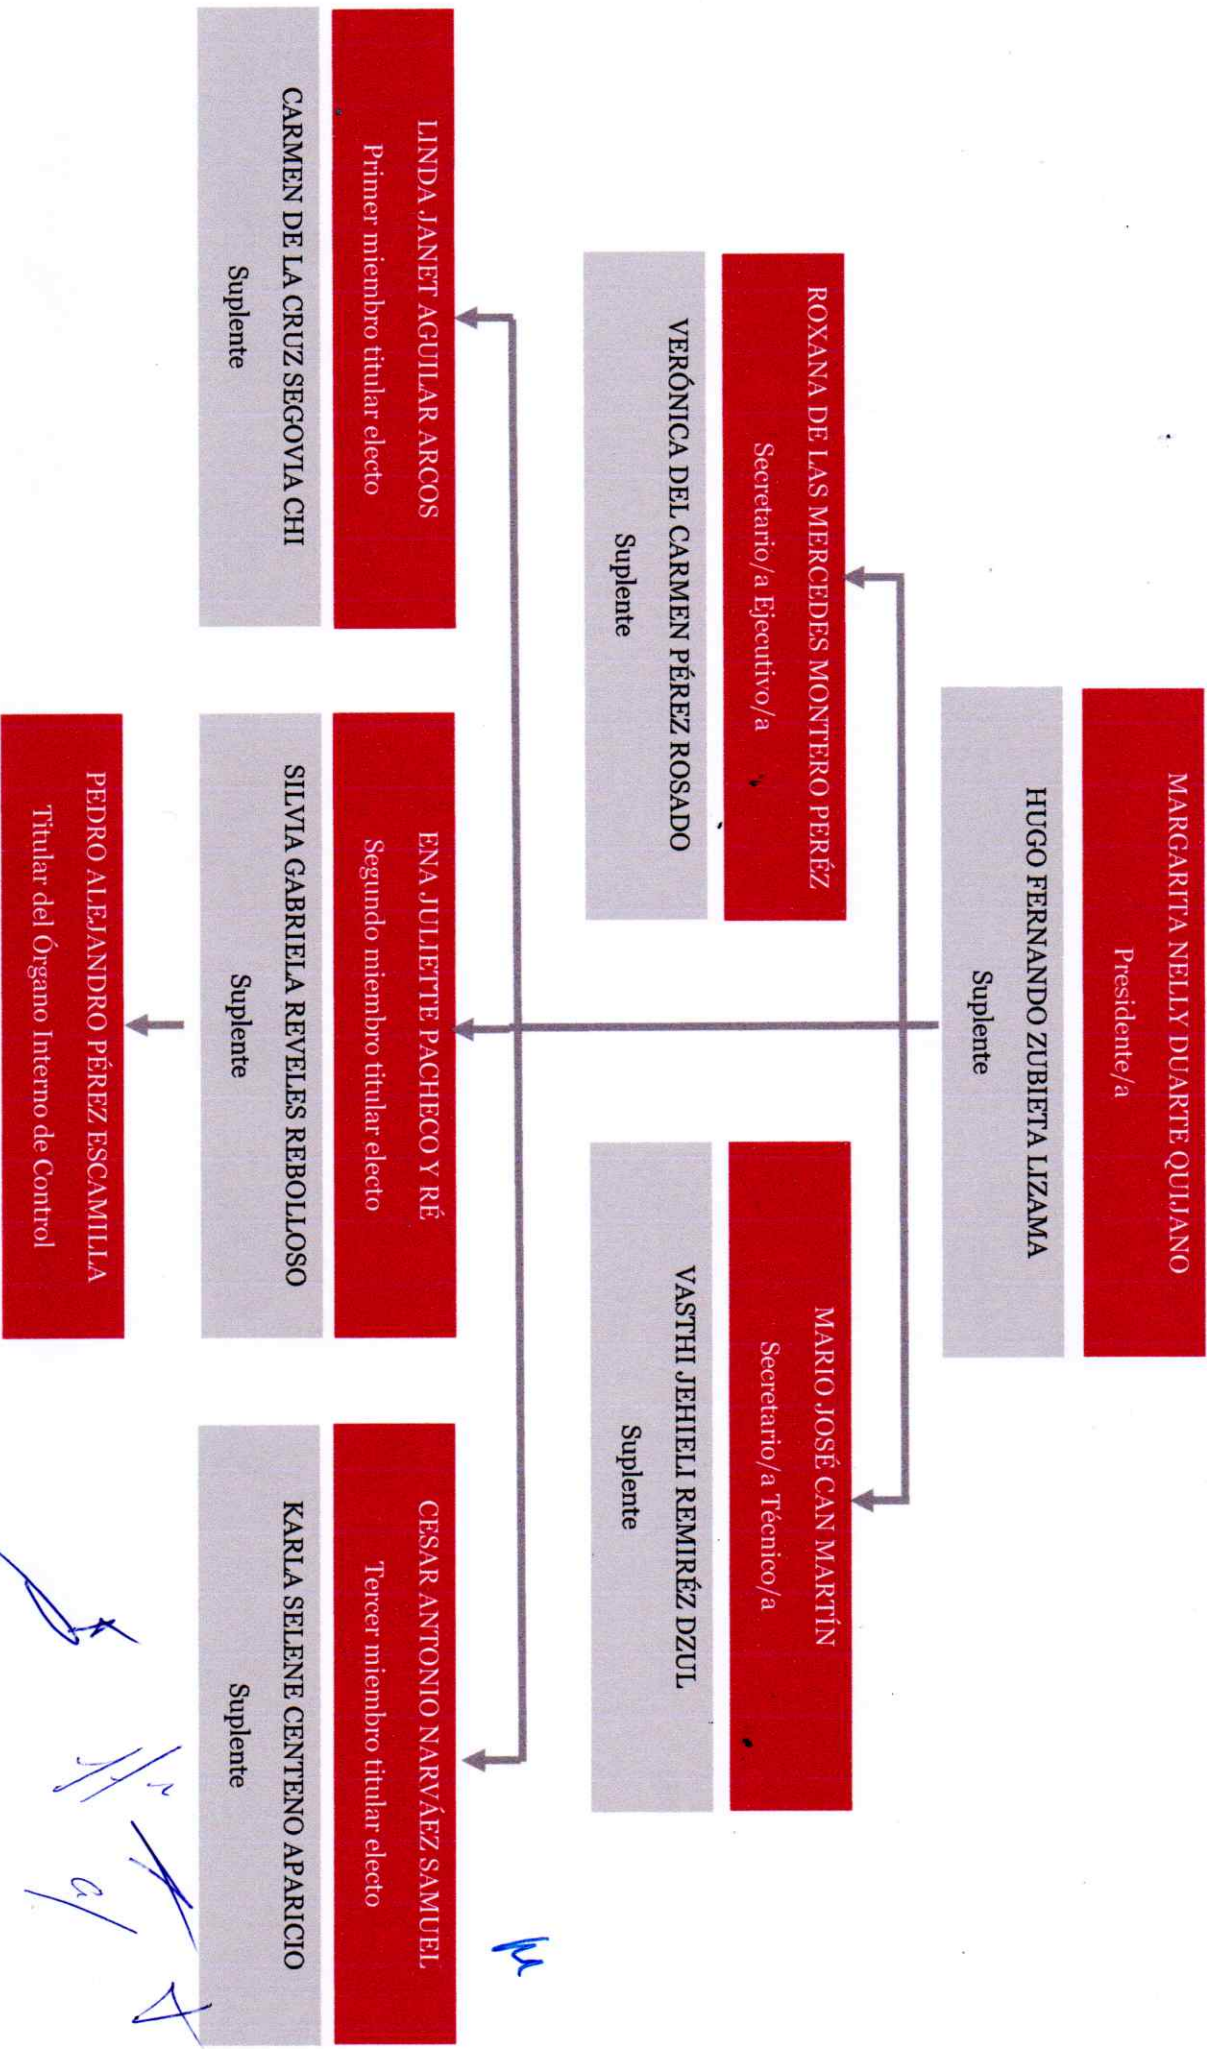 MARGARITA NELLY DUARTE QUIJANO
Presidente/a
HUGO FERNANDO ZUBIETA LIZAMA
Suplente
ROXANA DE LAS MERCEDES MONTERO PERÉZ
Secretario/a Ejecutivo/a
VERÓNICA DEL CARMEN PÉREZ ROSADO
Suplente
MARIO JOSÉ CAN MARTÍN
Secretario/a Técnico/a
VASTHI JEHIELI REMIRÉZ DZUL
Suplente
LINDA JANET AGUILAR ARCOS
Primer miembro titular electo
CARMEN DE LA CRUZ SEGOVIA CHI
Suplente
ENA JULIETTE PACHECO Y RÉ
Segundo miembro titular electo
SILVIA GABRIELA REVELES REBOLLOSO
Suplente
CESAR ANTONIO NARVÁEZ SAMUEL
Tercer miembro titular electo
KARLA SELENE CENTENO APARICIO
Suplente
PEDRO ALEJANDRO PÉREZ ESCAMILLA
Titular del Órgano Interno de Control